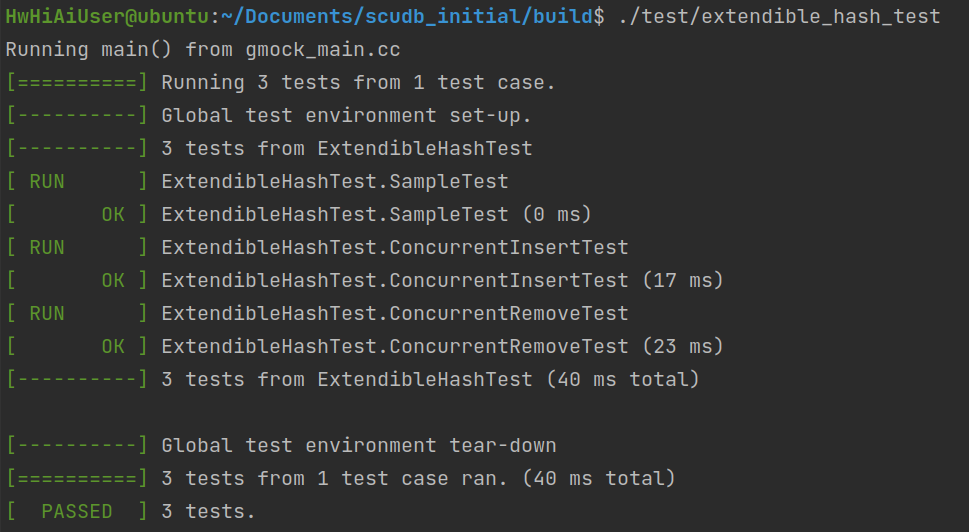 HwHiAiUser@ubuntu:~/Documents/scudb_initial/build$ ./test/extendible_hash_test
Running main() from gmock_main.cc
[==========] Running 3 tests from 1 test case.
[----------] Global test environment set-up.
[----------] 3 tests from ExtendibleHashTest
[ RUN      ] ExtendibleHashTest.SampleTest
[       OK ] ExtendibleHashTest.SampleTest (0 ms)
[ RUN      ] ExtendibleHashTest.ConcurrentInsertTest
[       OK ] ExtendibleHashTest.ConcurrentInsertTest (17 ms)
[ RUN      ] ExtendibleHashTest.ConcurrentRemoveTest
[       OK ] ExtendibleHashTest.ConcurrentRemoveTest (23 ms)
[----------] 3 tests from ExtendibleHashTest (40 ms total)

[----------] Global test environment tear-down
[==========] 3 tests from 1 test case ran. (40 ms total)
[  PASSED  ] 3 tests.